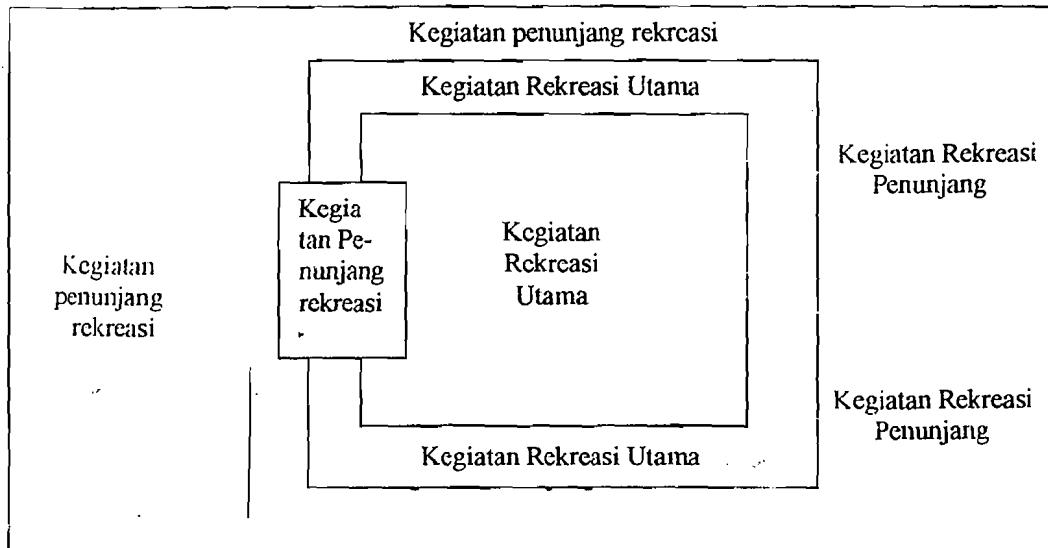 Kegiatan penunjang rekreasi
Kegiatan Rekreasi Utama
Kegiatan Rekreasi
Penunjang
Kegia
tan Pe-
nunjang
rekreasi
Kegiatan
Rekreasi
Utama
Kegiatan
penunjang
rekreasi
Kegiatan Rekreasi
Penunjang
Kegiatan Rekreasi Utama